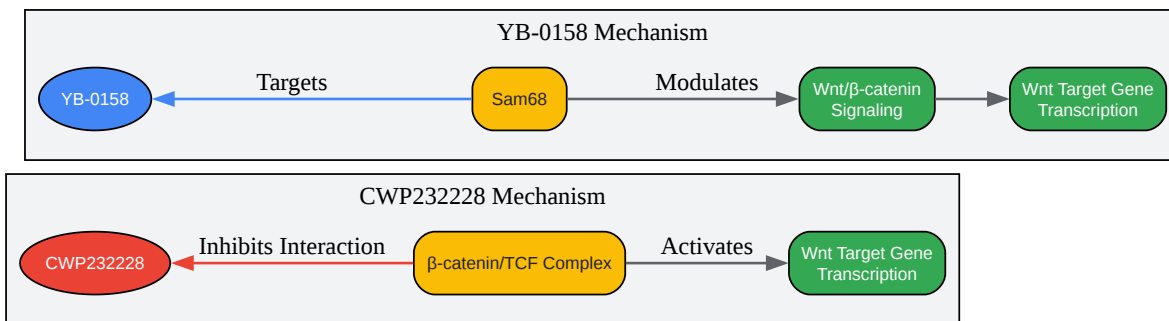 YB-0158 Mechanism
YB-0158
Targets
Sam68
Modulates
Wnt/β-catenin
Signaling
Wnt Target Gene
Transcription
CWP232228 Mechanism
CWP232228
Inhibits Interaction
β-catenin/TCF Complex
Activates
Wnt Target Gene
Transcription